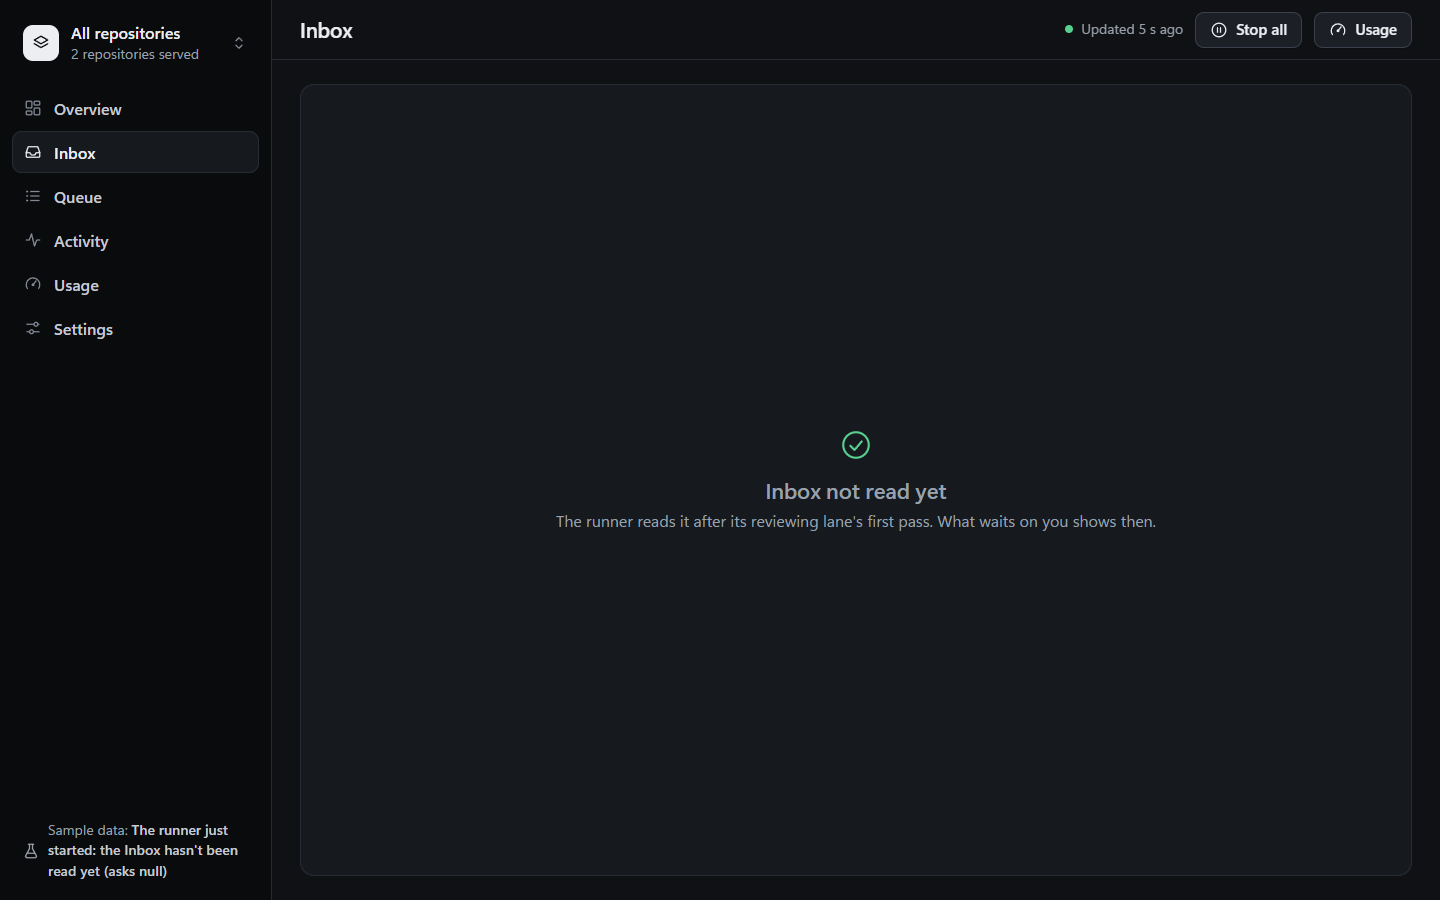 All repositories
2 repositories served
Overview
Inbox
Queue
Activity
Usage
Settings
Sample data: The runner just
started: the Inbox hasn't been
read yet (asks null)
Inbox
Updated 5 s ago
Stop all
Usage
Inbox not read yet
The runner reads it after its reviewing lane's first pass. What waits on you shows then.